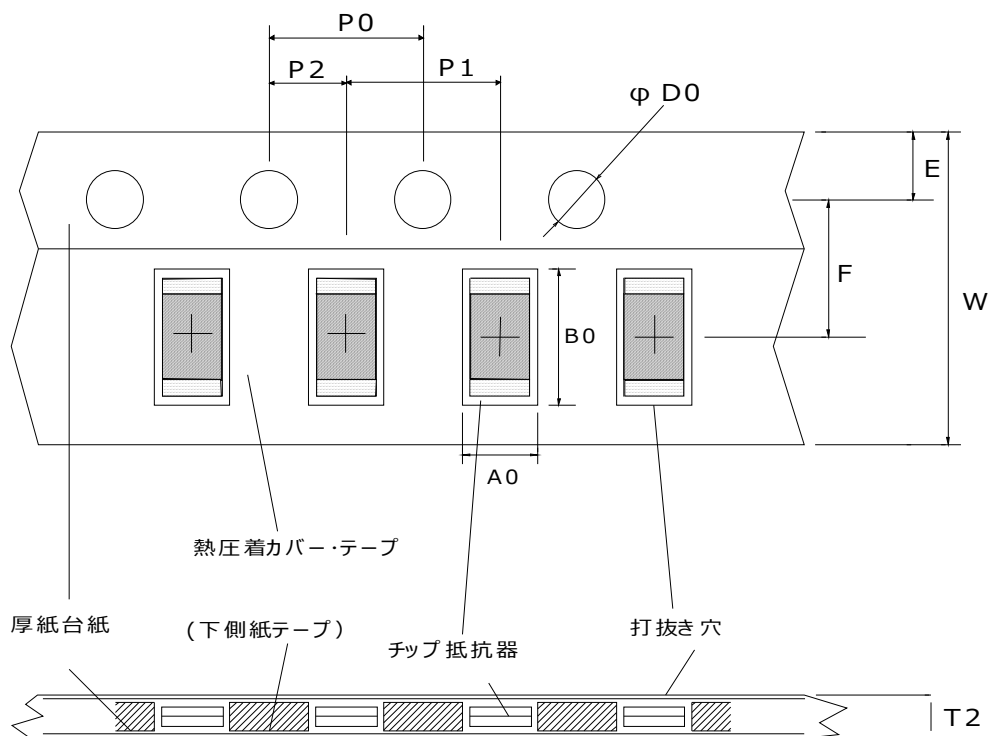 P0
P2
P1
φ D0
E
F
W
B0
A0
熱圧着カバー・テープ
厚紙台紙
(下側紙テープ)
チップ抵抗器
打抜き穴
T2